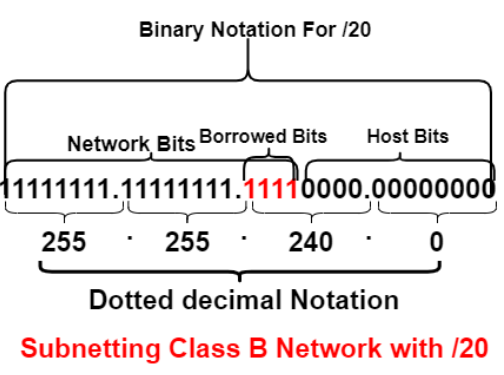 Binary Notation For /20
Network Bits Borrowed Bits Host Bits
11111111.11111111.11110000.00000000
255 . 255 . 240 . 0
Dotted decimal Notation
Subnetting Class B Network with /20